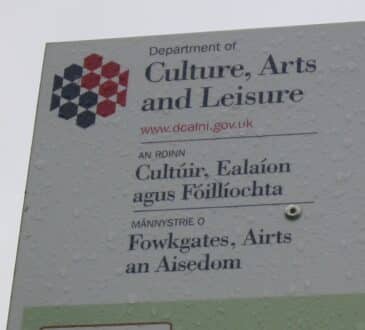 Department of
Culture, Arts
and Leisure
www.dcalni.gov.uk
AN ROINN
Cultúir, Ealaíon
agus Fóillíochta
MÄNNYSTRIE O
Fowkgates, Airts
an Aisedom